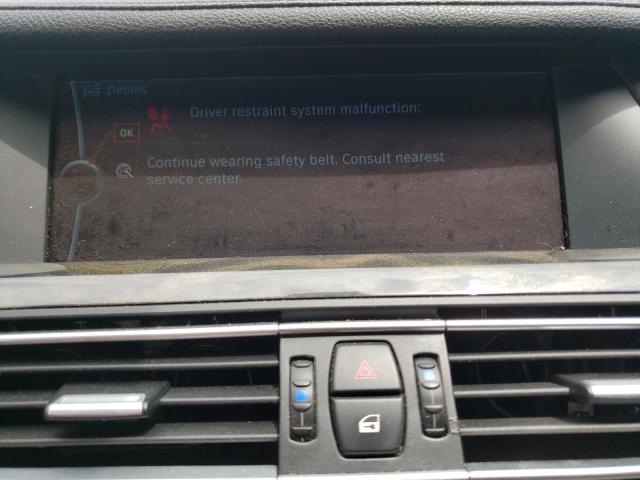 Details
Driver restraint system malfunction:
OK
Continue wearing safety belt. Consult nearest
service center.